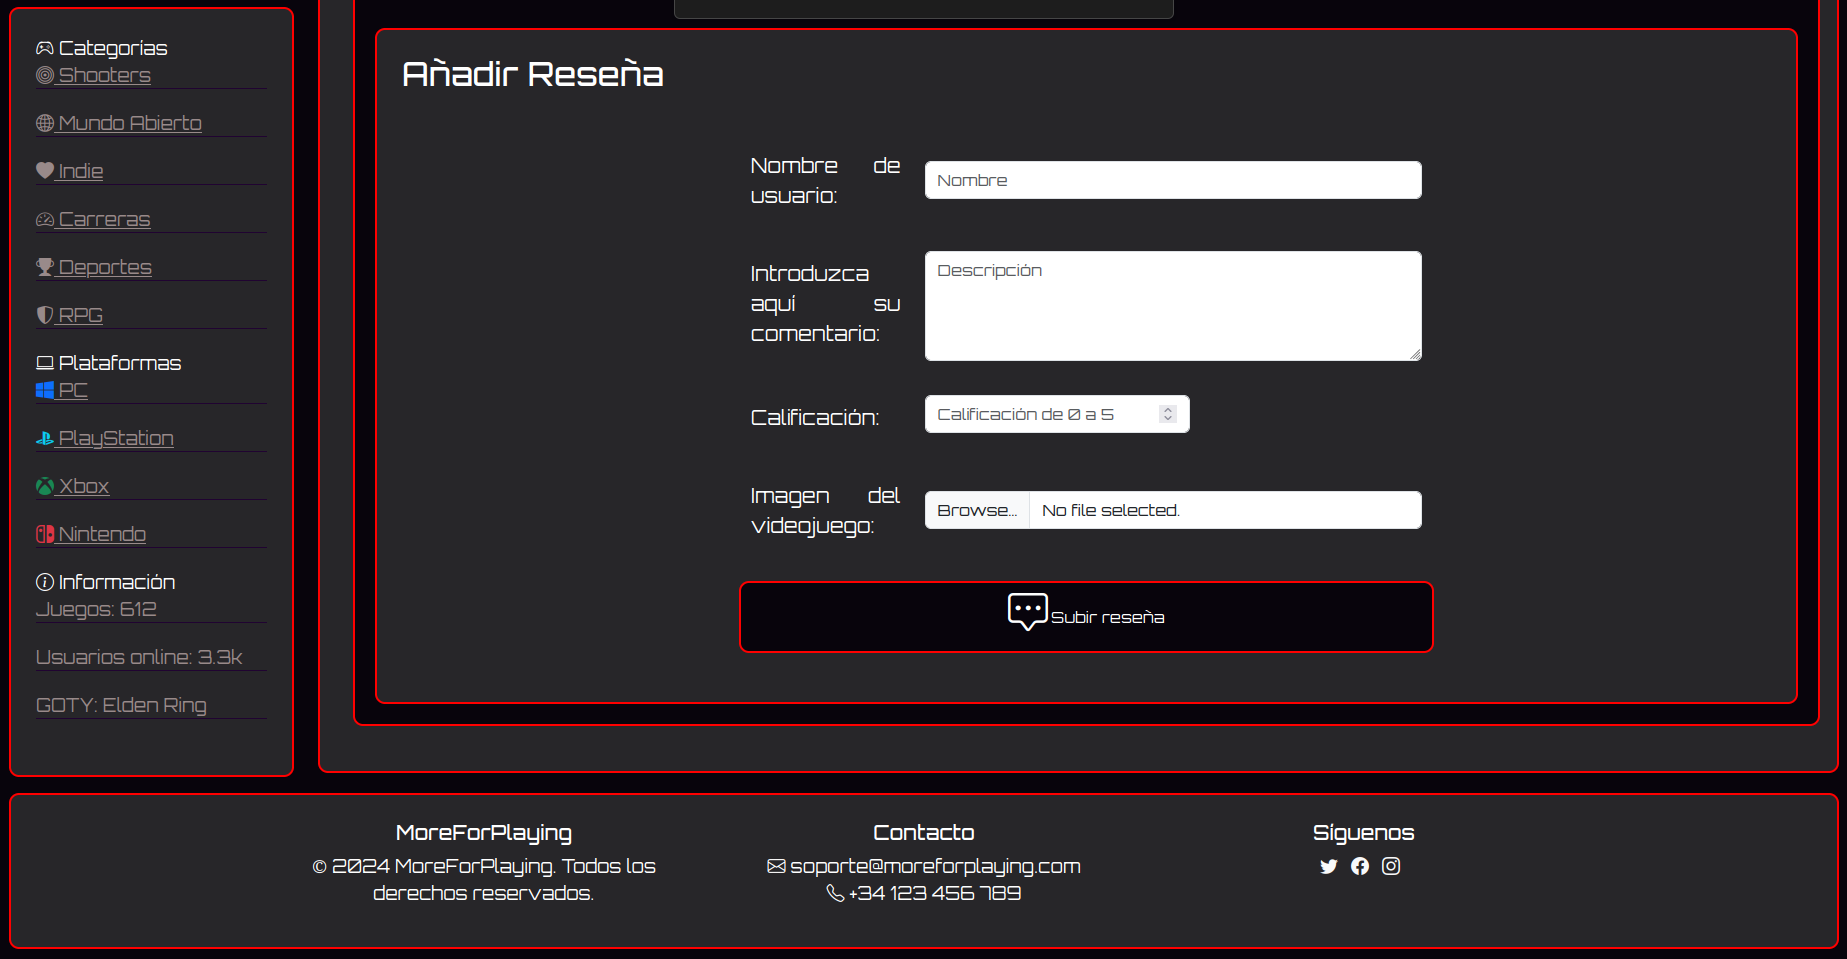 Categorías
Shooters
Mundo Abierto
Indie
Carreras
Deportes
RPG
Plataformas
PC
PlayStation
Xbox
Nintendo
Información
Juegos: 612
Usuarios online: 3.3k
GOTY: Elden Ring
Añadir Reseña
Nombre de
usuario:
Nombre
Introduzca
aquí su
comentario:
Descripción
Calificación:
Calificación de 0 a 5
Imagen del
videojuego:
Browse... No file selected.
Subir reseña
MoreForPlaying
© 2024 MoreForPlaying. Todos los
derechos reservados.
Contacto
soporte@moreforplaying.com
+34 123 456 789
Síguenos